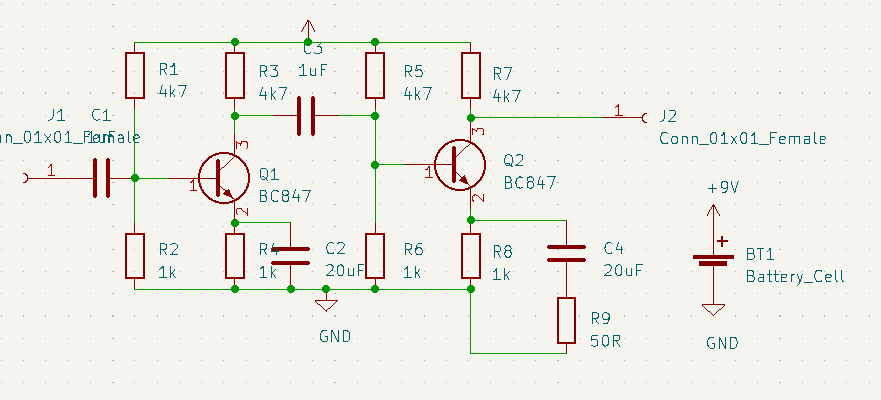 C3
1uF
R1
4k7
R3
4k7
R5
4k7
R7
4k7
J1
C1
nn_01x01_Female
1uF
1
1
J2
Conn_01x01_Female
3
1
2
Q1
BC847
3
1
2
Q2
BC847
+9V
+
BT1
Battery_Cell
GND
R2
1k
R4
1k
C2
20uF
R6
1k
R8
1k
C4
20uF
GND
R9
50R